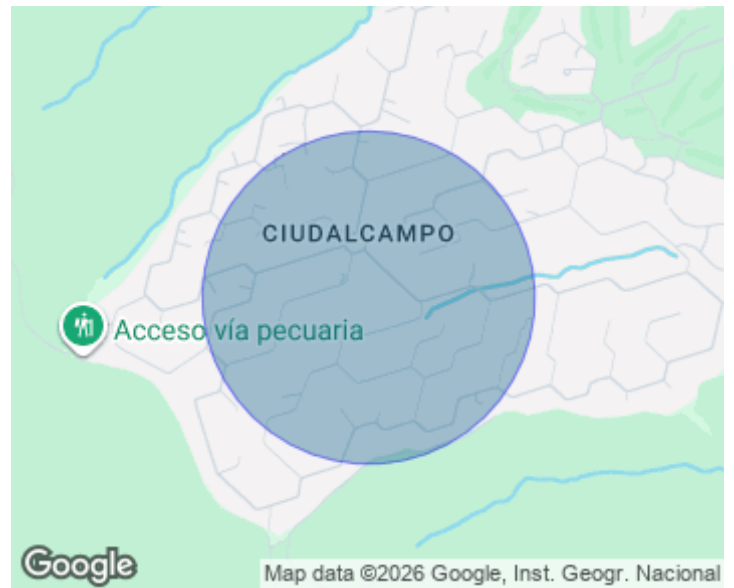 CIUDALCAMPO
Acceso vía pecuaria
Google
Map data ©2026 Google, Inst. Geogr. Nacional